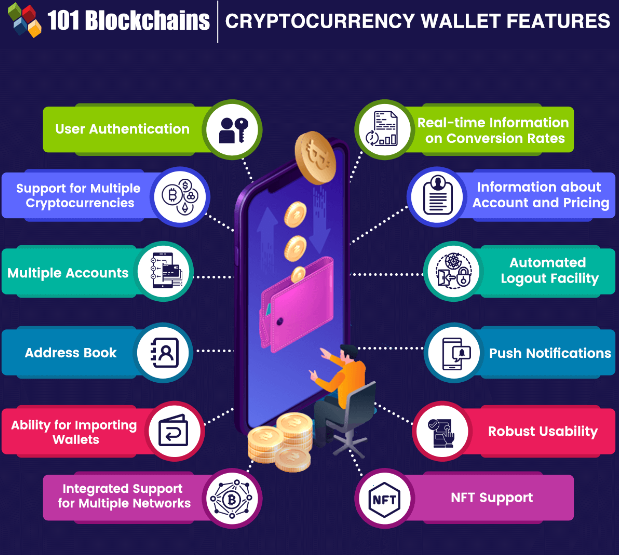 101 Blockchains
CRYPTOCURRENCY WALLET FEATURES
User Authentication
Support for Multiple
Cryptocurrencies
Multiple Accounts
Address Book
Ability for Importing
Wallets
Integrated Support
for Multiple Networks
Real-time Information
on Conversion Rates
Information about
Account and Pricing
Automated
Logout Facility
Push Notifications
Robust Usability
NFT
NFT Support